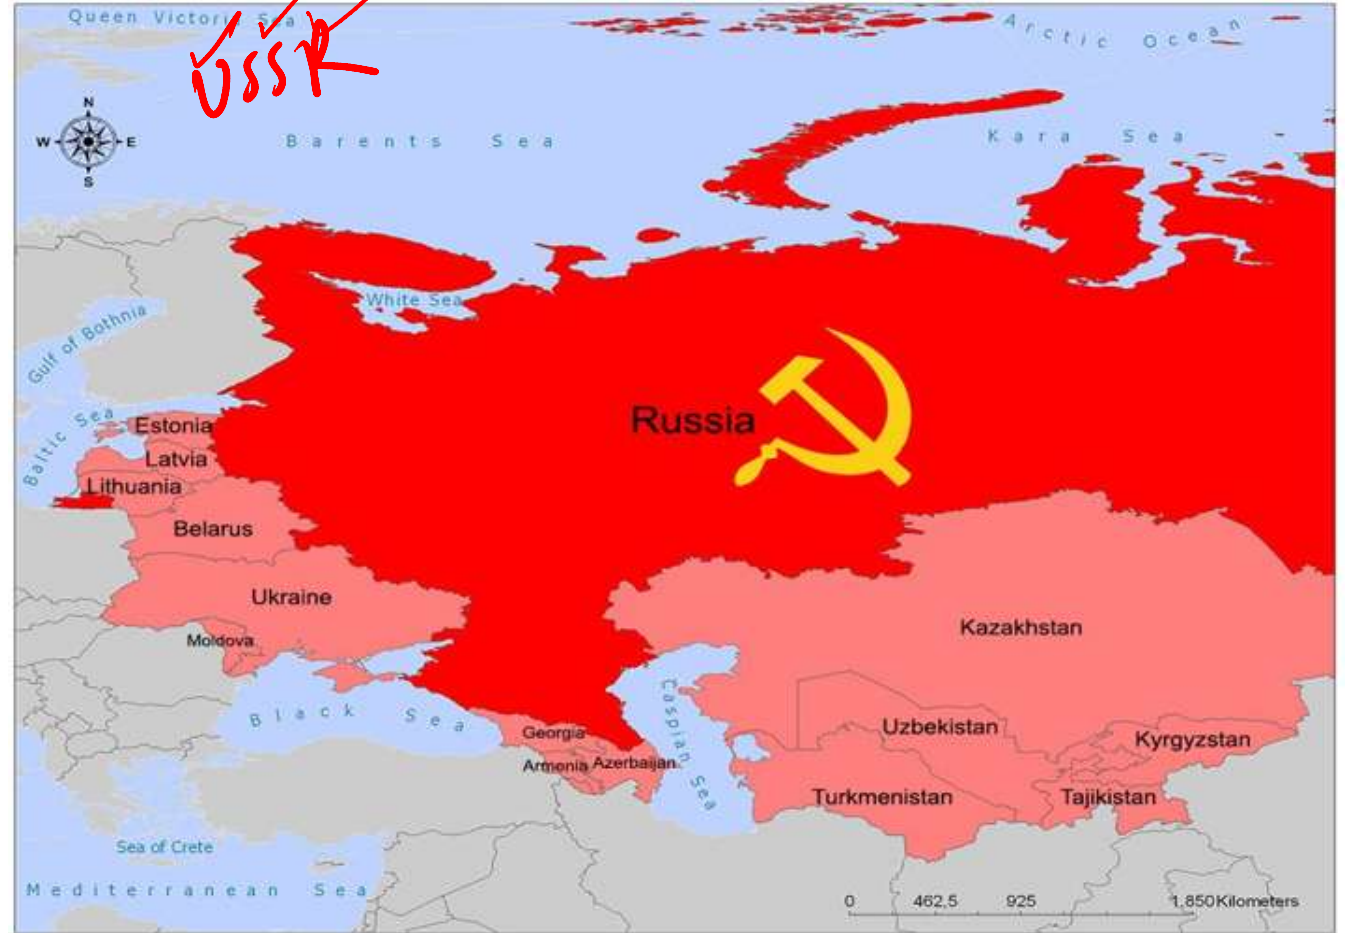 Queen Victoria Sea
USSR
Arctic Ocean
N
W E
S
Barents Sea
Kara Sea
White Sea
Gulf of Bothnia
Baltic Sea
Russia
Estonia
Latvia
Lithuania
Belarus
Ukraine
Moldova
Kazakhstan
Black Sea
Caspian Sea
Georgia
Armenia
Azerbaijan
Uzbekistan
Kyrgyzstan
Turkmenistan
Tajikistan
Sea of Crete
Mediterranean Sea
0 462,5 925 1.850 Kilometers